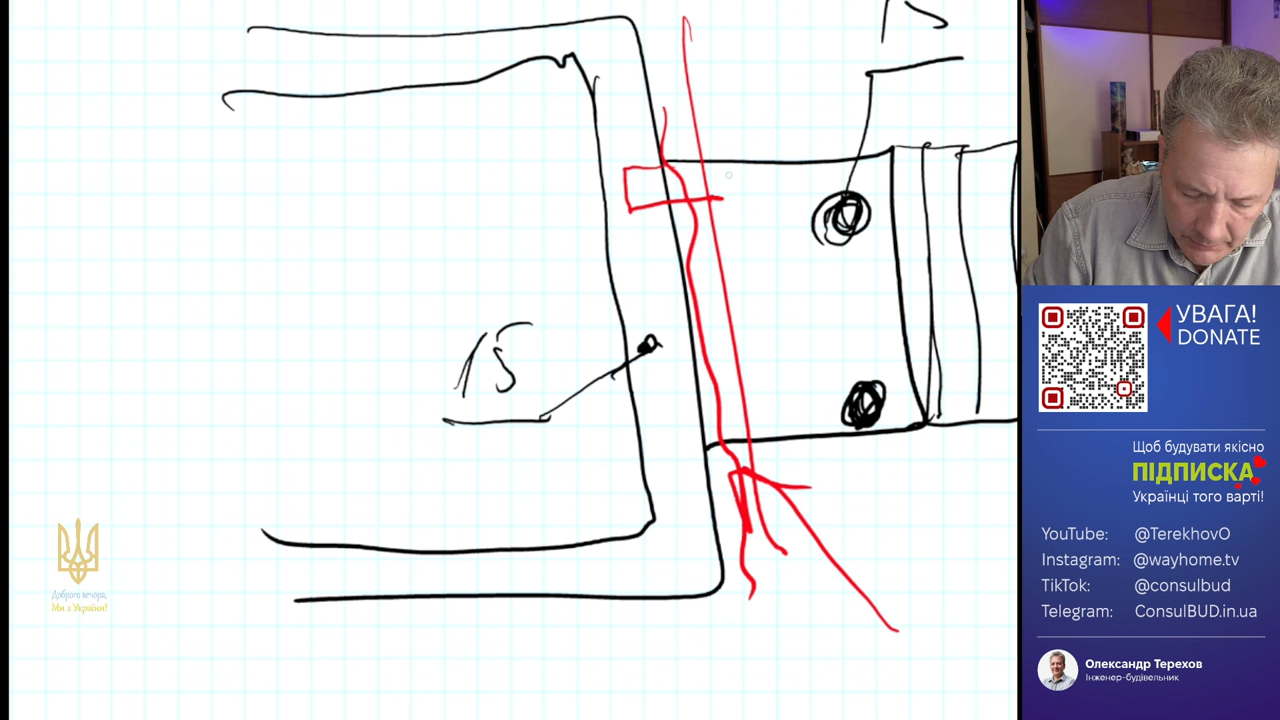 15
УВАГА!
DONATE
Щоб будувати якісно
ПІДПИСКА
Українці того варті!
YouTube: @TerekhovO
Instagram: @wayhome.tv
TikTok: @consulbud
Telegram: ConsulBUD.in.ua
Олександр Терехов
Інженер-будівельник
Доброго вечора,
Ми з України!